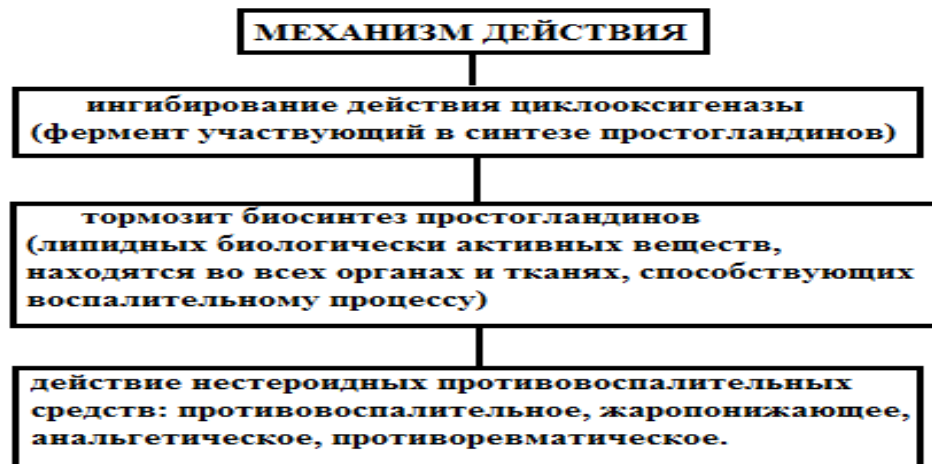 МЕХАНИЗМ ДЕЙСТВИЯ
ингибирование действия циклооксигеназы
(фермент участвующий в синтезе простогландинов)
тормозит биосинтез простогландинов
(липидных биологически активных веществ,
находятся во всех органах и тканях, способствующих
воспалительному процессу)
действие нестероидных противовоспалительных
средств: противовоспалительное, жаропонижающее,
анальгетическое, противоревматическое.